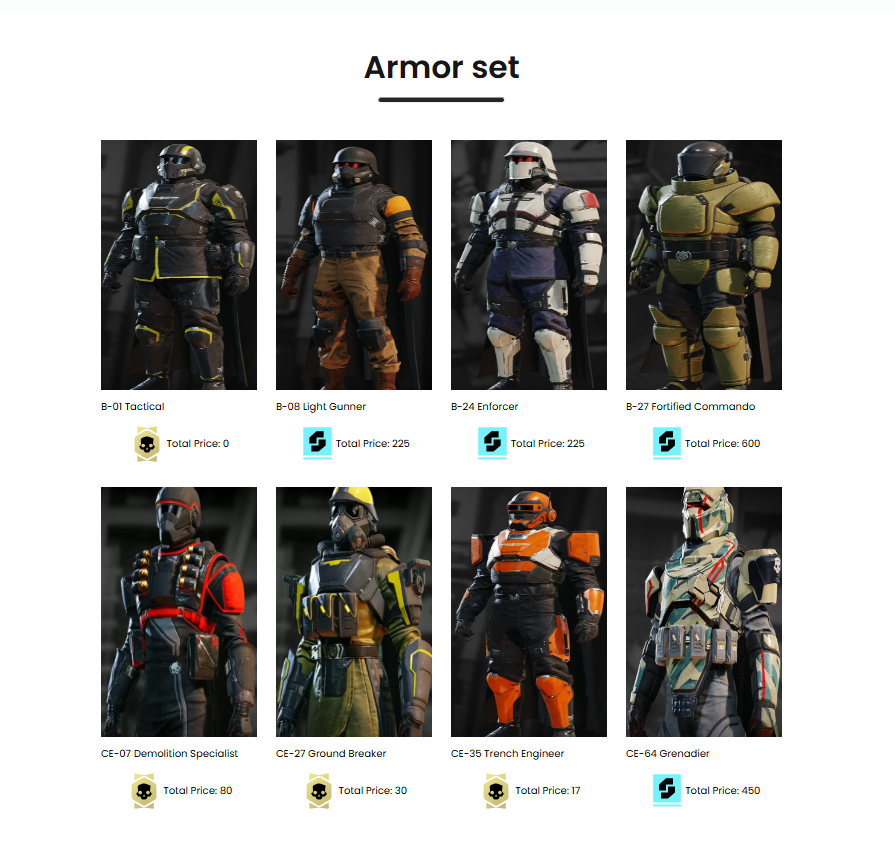 Armor set
B-01 Tactical
B-08 Light Gunner
B-24 Enforcer
B-27 Fortified Commando
Total Price: 0
Total Price: 225
Total Price: 225
Total Price: 600
CE-07 Demolition Specialist
CE-27 Ground Breaker
CE-35 Trench Engineer
CE-64 Grenadier
Total Price: 80
Total Price: 30
Total Price: 17
Total Price: 450